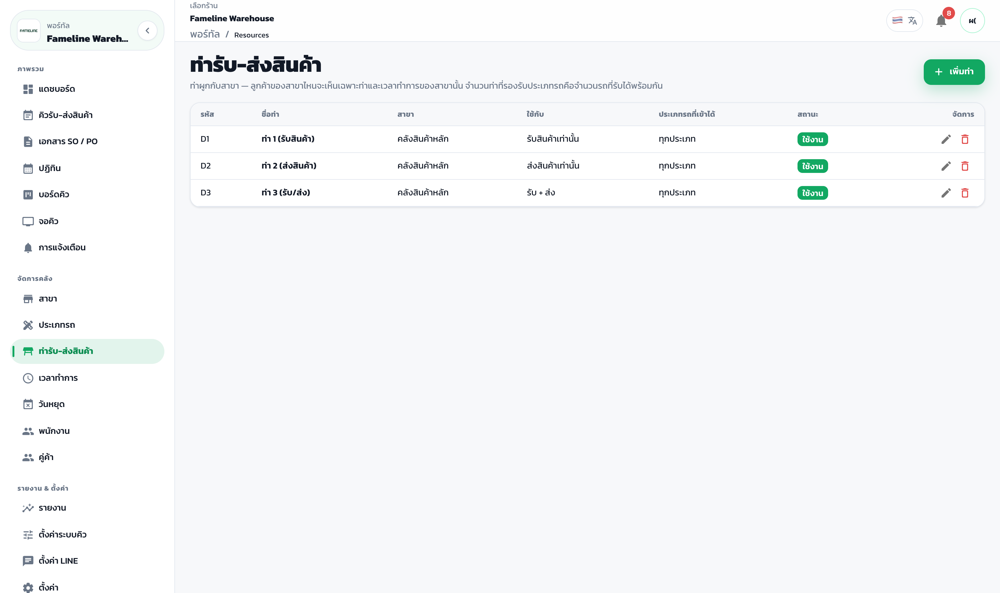 FAMELINE
พอร์ทัล
Fameline Wareh...
ภาพรวม
แดชบอร์ด
คิวรับ-ส่งสินค้า
เอกสาร SO / PO
ปฏิทิน
บอร์ดคิว
จอคิว
การแจ้งเตือน
จัดการคลัง
สาขา
ประเภทรถ
ท่ารับ-ส่งสินค้า
เวลาทำการ
วันหยุด
พนักงาน
คู่ค้า
รายงาน & ตั้งค่า
รายงาน
ตั้งค่าระบบคิว
ตั้งค่า LINE
ตั้งค่า
เลือกร้าน
Fameline Warehouse
พอร์ทัล / Resources
8
ผ(
ท่ารับ-ส่งสินค้า
ท่าผูกกับสาขา — ลูกค้าของสาขาไหนจะเห็นเฉพาะท่าและเวลาทำการของสาขานั้น จำนวนท่าที่รองรับประเภทรถคือจำนวนรถที่รับได้พร้อมกัน
+ เพิ่มท่า
รหัส ชื่อท่า สาขา ใช้กับ ประเภทรถที่เข้าได้ สถานะ จัดการ
D1 ท่า 1 (รับสินค้า) คลังสินค้าหลัก รับสินค้าเท่านั้น ทุกประเภท ใช้งาน
D2 ท่า 2 (ส่งสินค้า) คลังสินค้าหลัก ส่งสินค้าเท่านั้น ทุกประเภท ใช้งาน
D3 ท่า 3 (รับ/ส่ง) คลังสินค้าหลัก รับ + ส่ง ทุกประเภท ใช้งาน